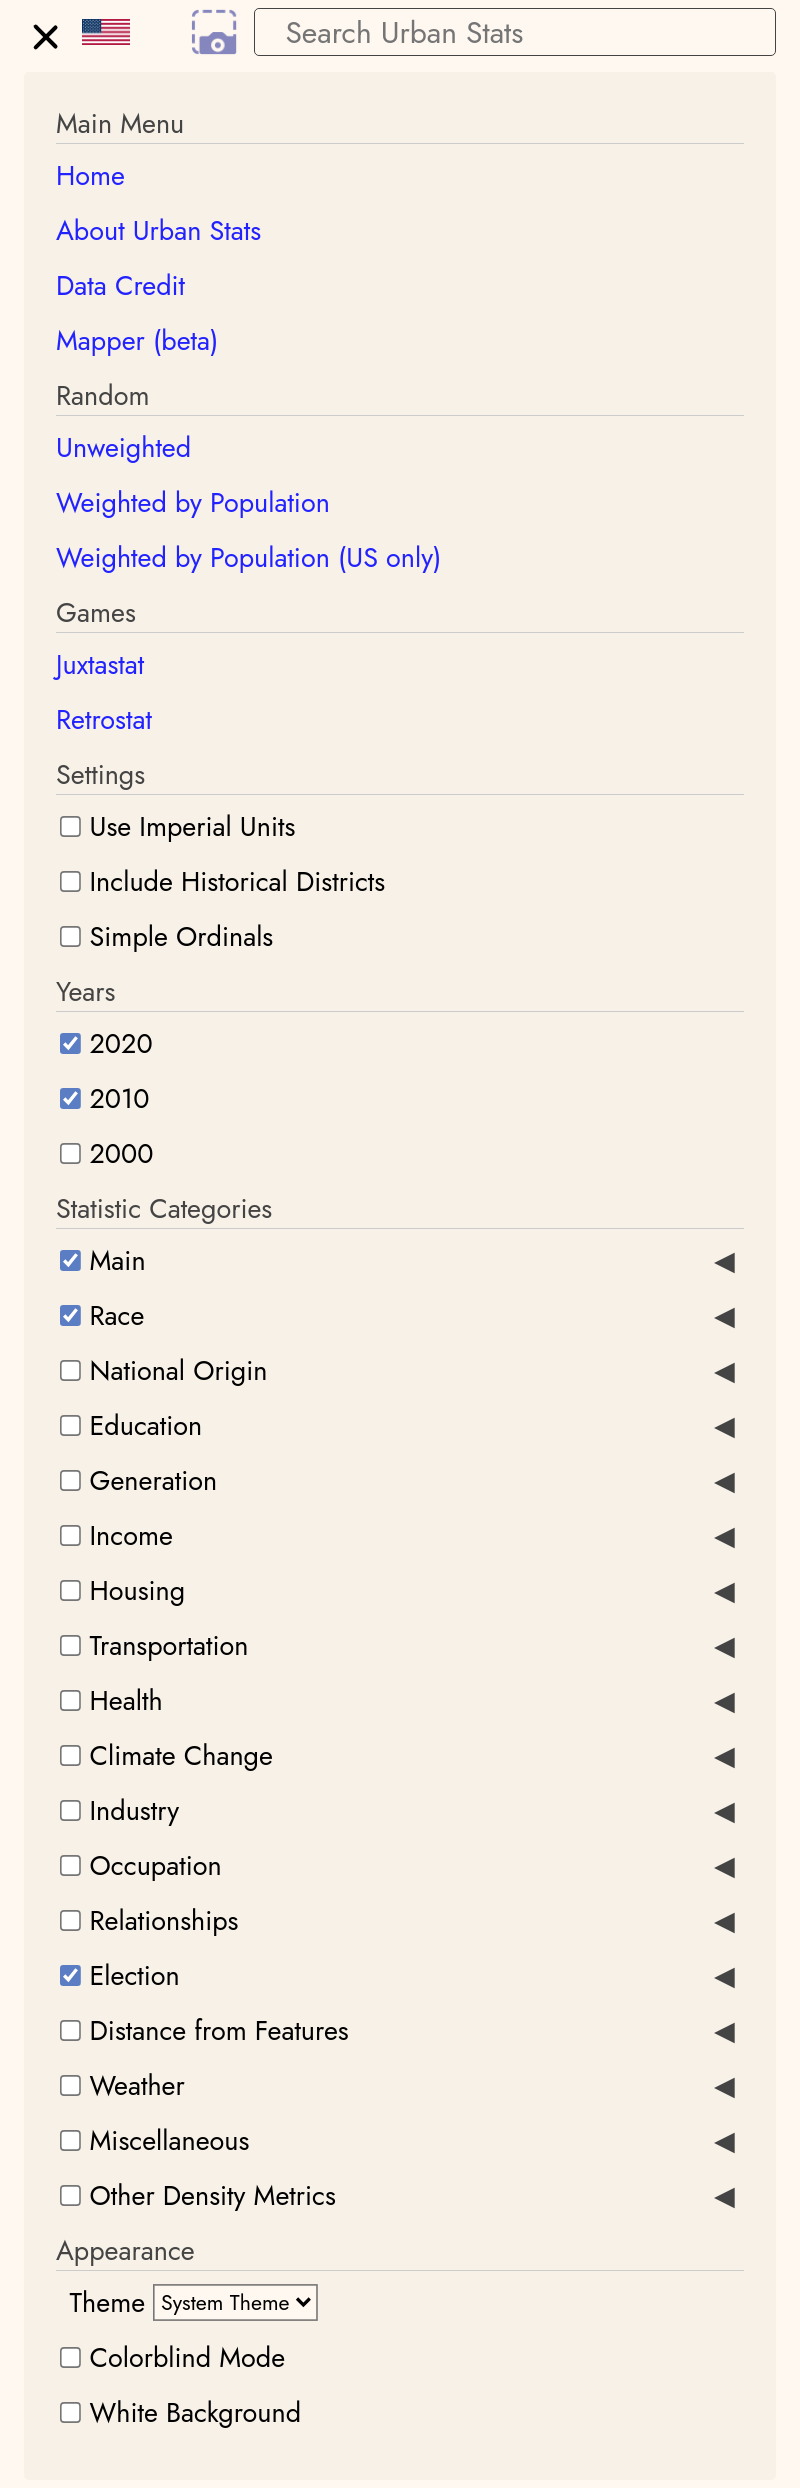 Search Urban Stats
Main Menu
Home
About Urban Stats
Data Credit
Mapper (beta)
Random
Unweighted
Weighted by Population
Weighted by Population (US only)
Games
Juxtastat
Retrostat
Settings
Use Imperial Units
Include Historical Districts
Simple Ordinals
Years
2020
2010
2000
Statistic Categories
Main
Race
National Origin
Education
Generation
Income
Housing
Transportation
Health
Climate Change
Industry
Occupation
Relationships
Election
Distance from Features
Weather
Miscellaneous
Other Density Metrics
Appearance
Theme System Theme
Colorblind Mode
White Background